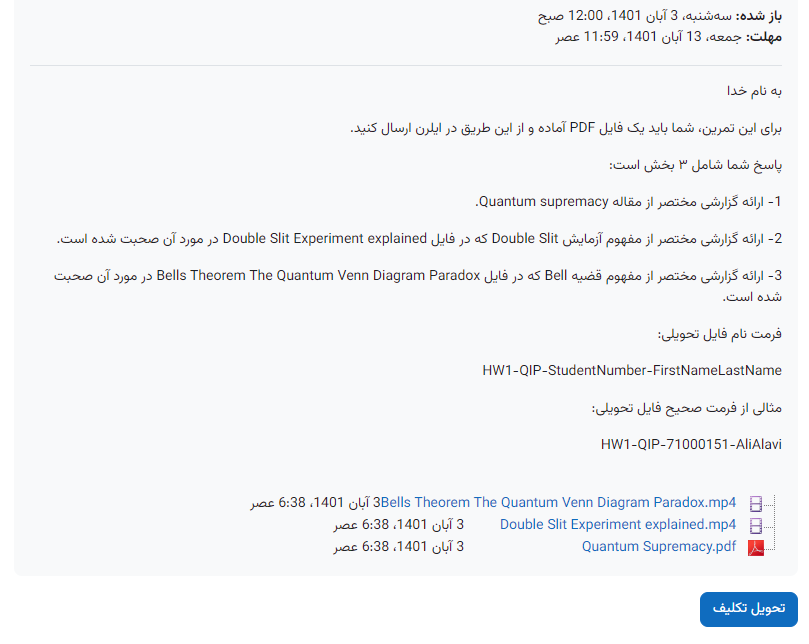 باز شده: سه‌شنبه، 3 آبان 1401، 12:00 صبح
مهلت: جمعه، 13 آبان 1401، 11:59 عصر
به نام خدا
برای این تمرین، شما باید یک فایل PDF آماده و از این طریق در ایلرن ارسال کنید.
پاسخ شما شامل ۳ بخش است:
1- ارائه گزارشی مختصر از مقاله Quantum supremacy.
2- ارائه گزارشی مختصر از مفهوم آزمایش Double Slit که در فایل Double Slit Experiment explained در مورد آن صحبت شده است.
3- ارائه گزارشی مختصر از مفهوم قضیه Bell که در فایل Bells Theorem The Quantum Venn Diagram Paradox در مورد آن صحبت
شده است.
فرمت نام فایل تحویلی:
HW1-QIP-StudentNumber-FirstNameLastName
مثالی از فرمت صحیح فایل تحویلی:
HW1-QIP-71000151-AliAlavi
Bells Theorem The Quantum Venn Diagram Paradox.mp4 3 آبان 1401، 6:38 عصر
Double Slit Experiment explained.mp4 3 آبان 1401، 6:38 عصر
Quantum Supremacy.pdf 3 آبان 1401، 6:38 عصر
تحویل تکلیف